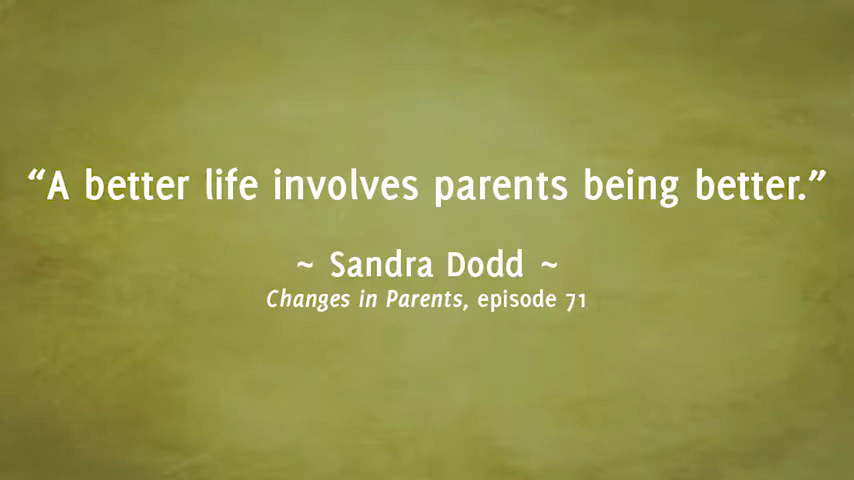 “A better life involves parents being better.”
~ Sandra Dodd ~
Changes in Parents, episode 71